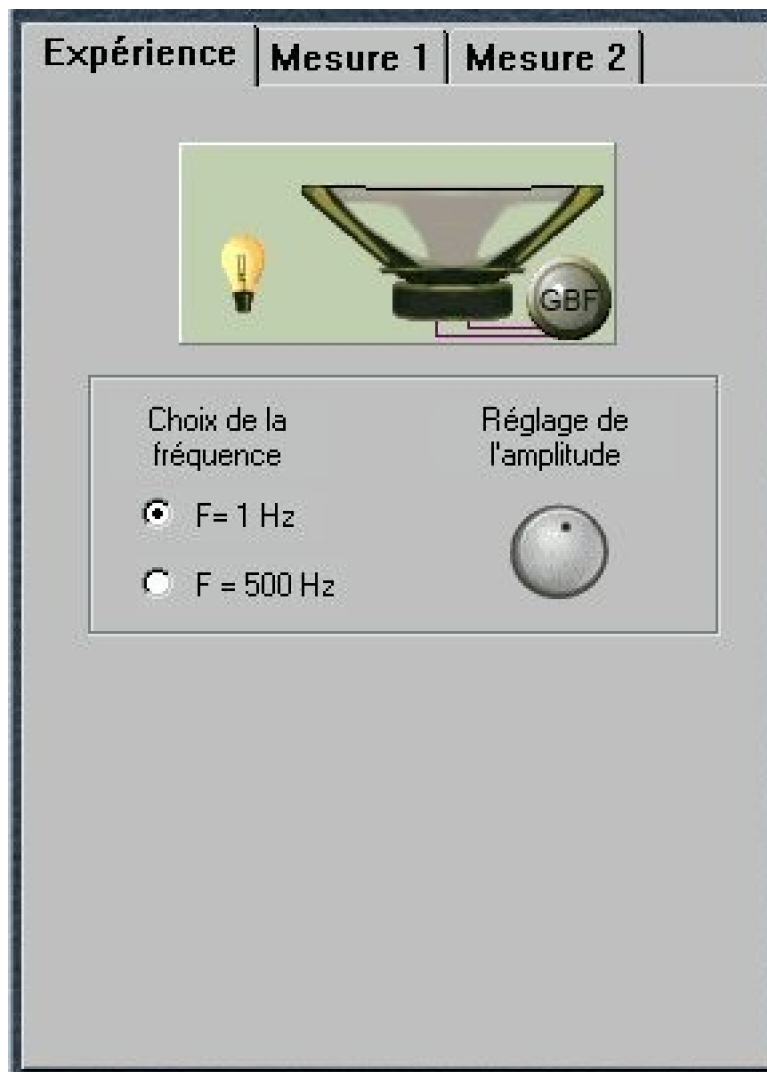 Expérience Mesure 1 Mesure 2
GBF
Choix de la
fréquence
Réglage de
l'amplitude
F= 1 Hz
F = 500 Hz